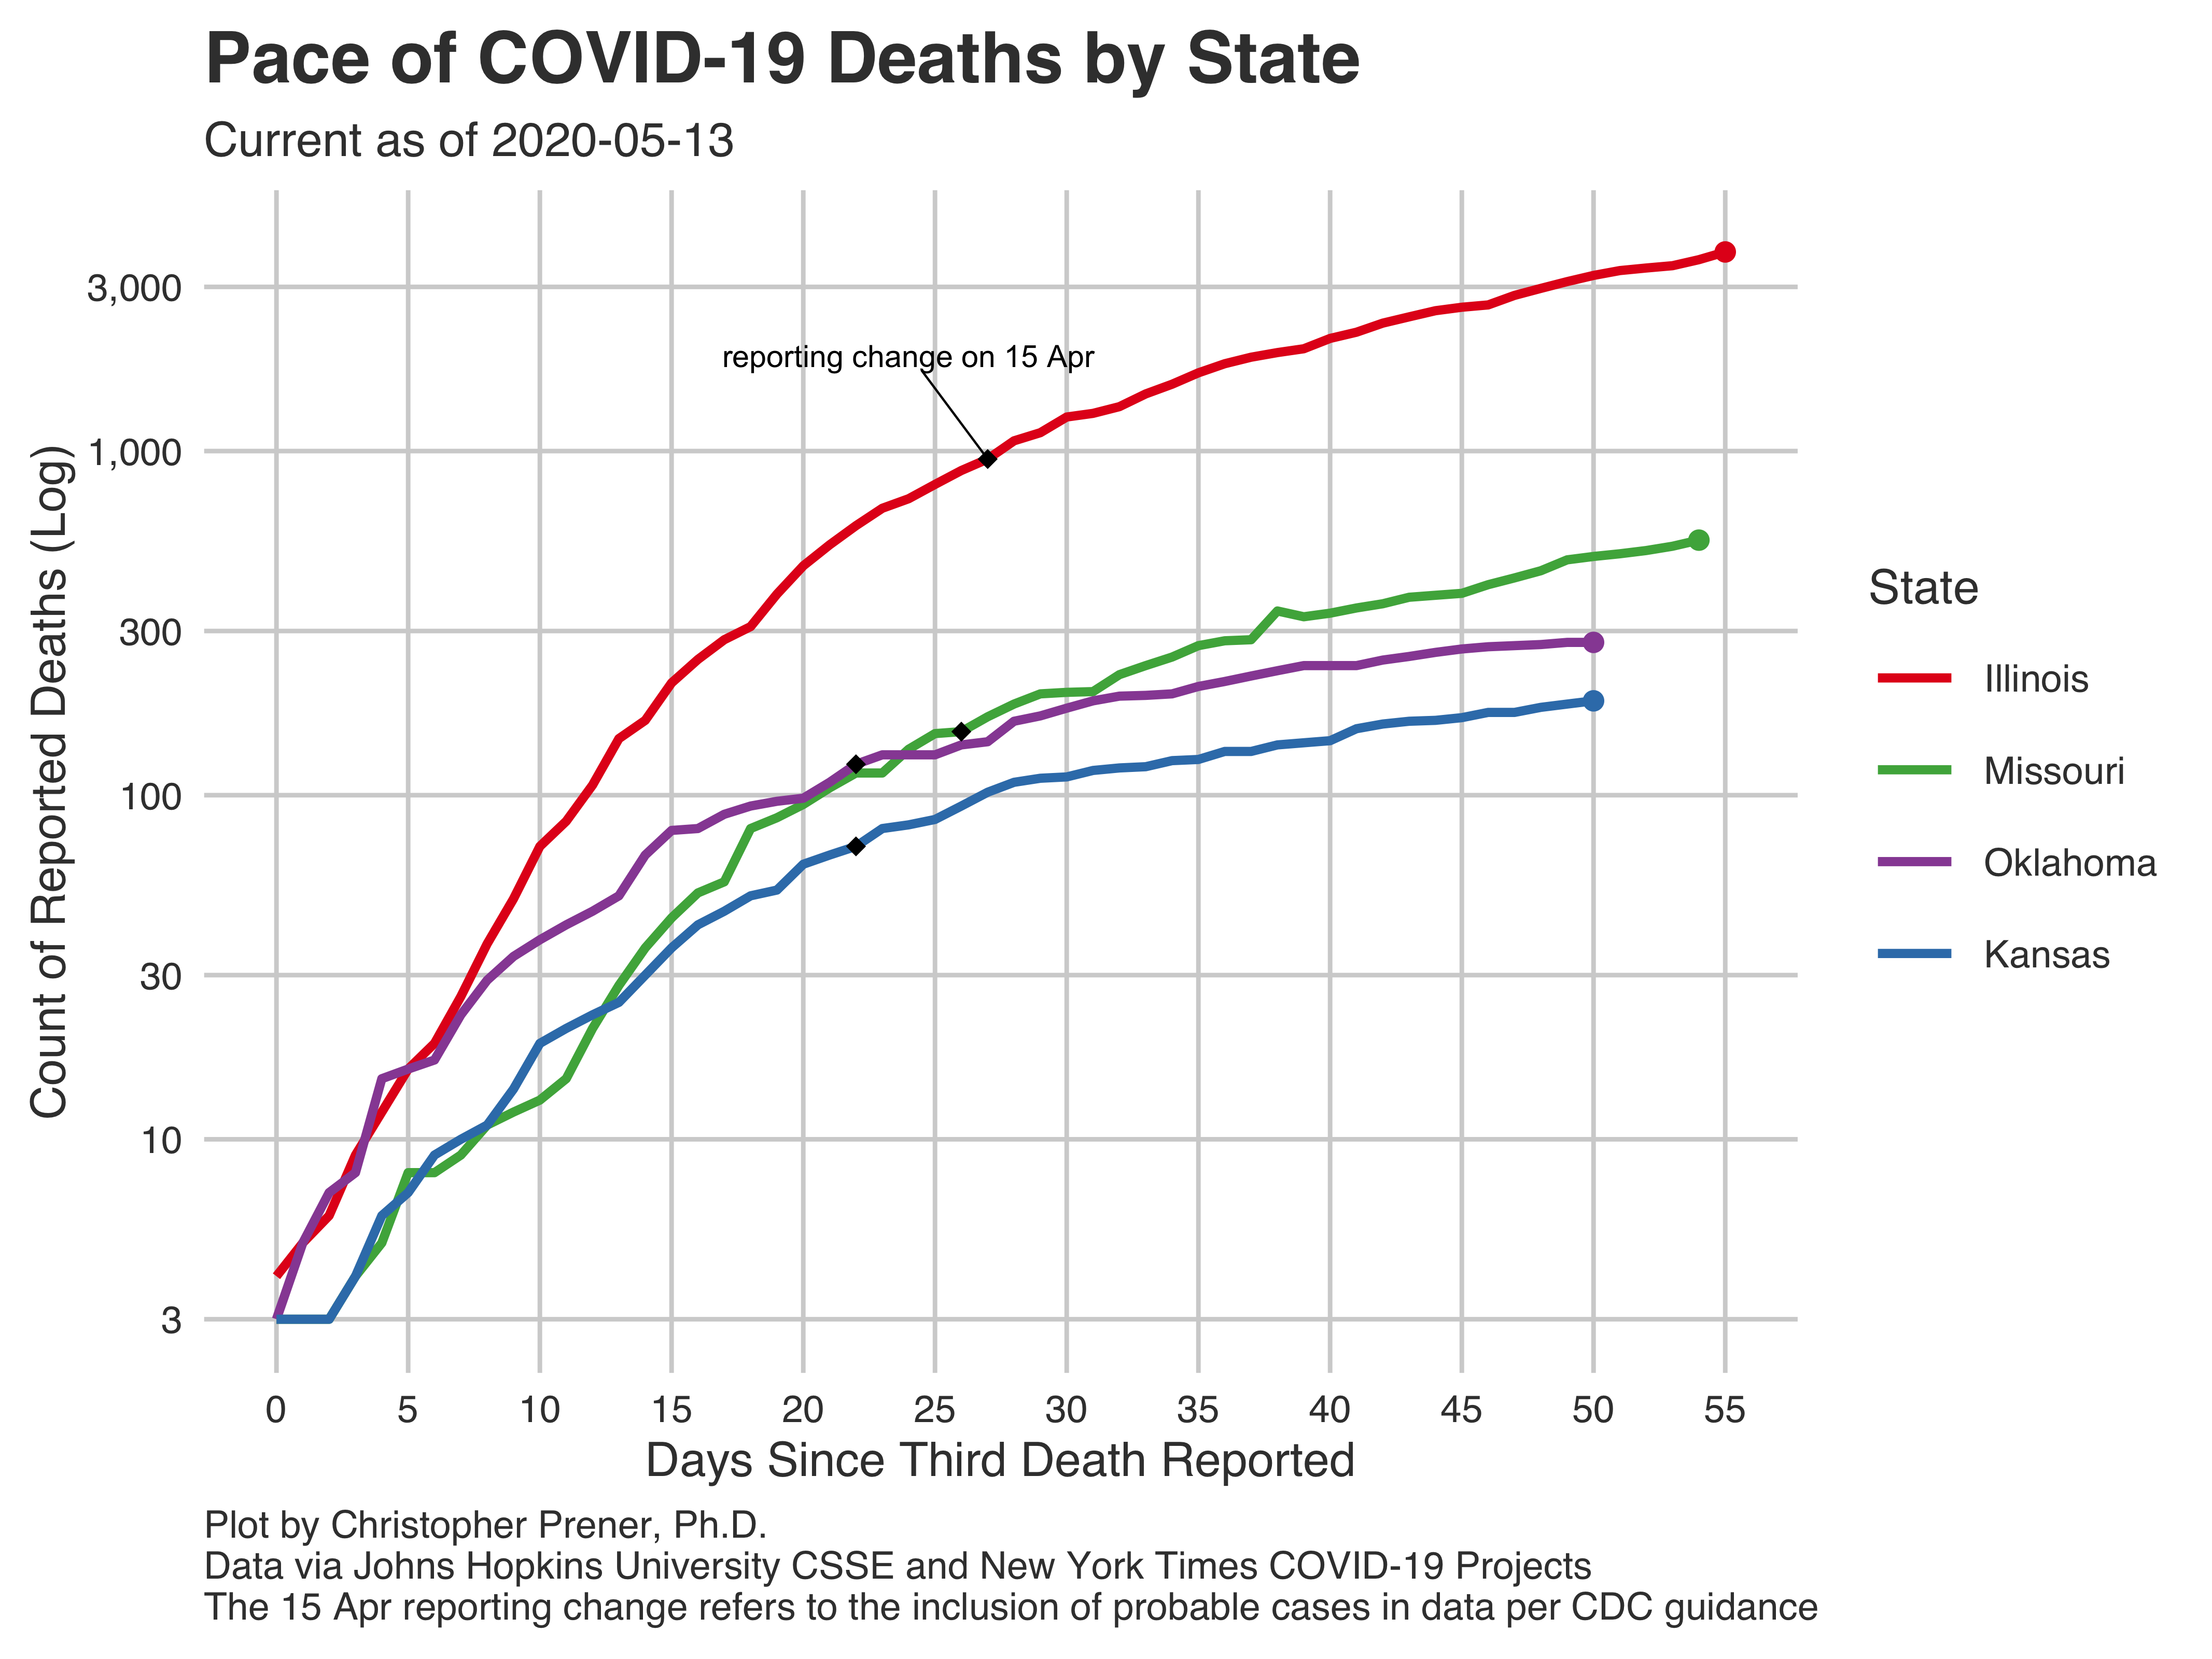 Pace of COVID-19 Deaths by State
Current as of 2020-05-13
Count of Reported Deaths (Log)
3,000
1,000
300
100
30
10
3
reporting change on 15 Apr
0 5 10 15 20 25 30 35 40 45 50 55
Days Since Third Death Reported
State
Illinois
Missouri
Oklahoma
Kansas
Plot by Christopher Prener, Ph.D.
Data via Johns Hopkins University CSSE and New York Times COVID-19 Projects
The 15 Apr reporting change refers to the inclusion of probable cases in data per CDC guidance